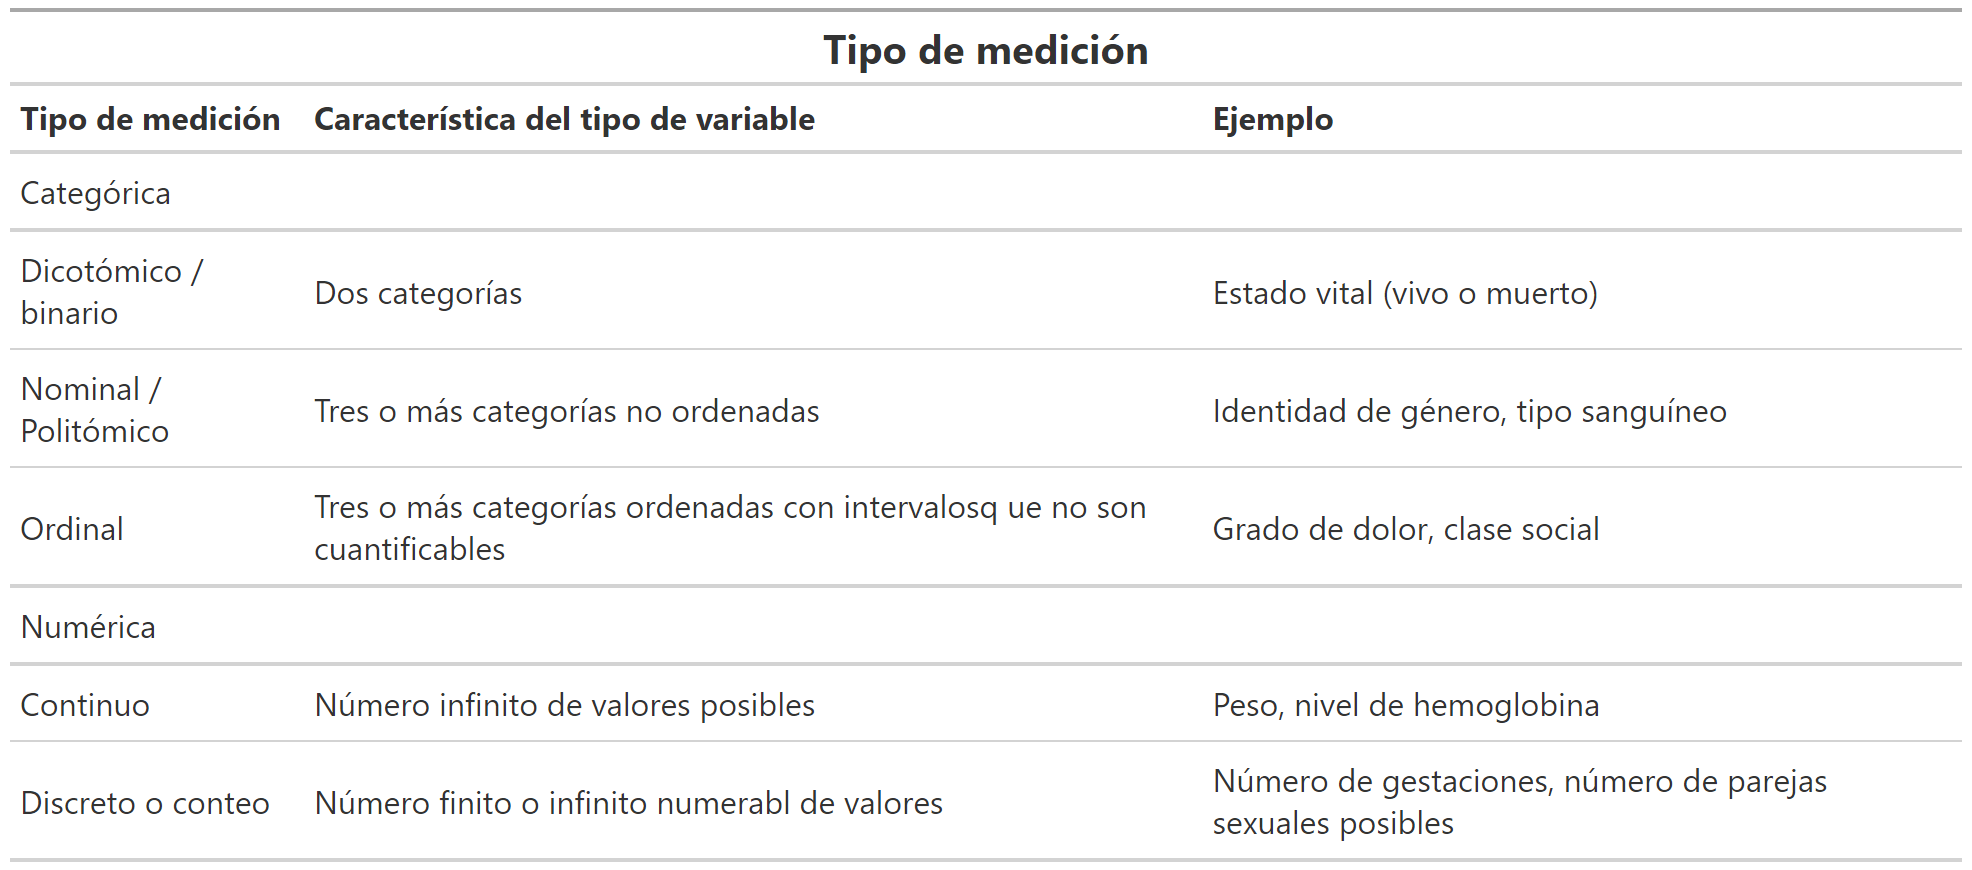 Tipo de medición
Tipo de medición Característica del tipo de variable Ejemplo
Categórica
Dicotómico /
binario
Dos categorías
Estado vital (vivo o muerto)
Nominal /
Politómico
Tres o más categorías no ordenadas
Identidad de género, tipo sanguíneo
Ordinal
Tres o más categorías ordenadas con intervalosq ue no son
cuantificables
Grado de dolor, clase social
Numérica
Continuo
Número infinito de valores posibles
Peso, nivel de hemoglobina
Discreto o conteo
Número finito o infinito numerabl de valores
Número de gestaciones, número de parejas
sexuales posibles